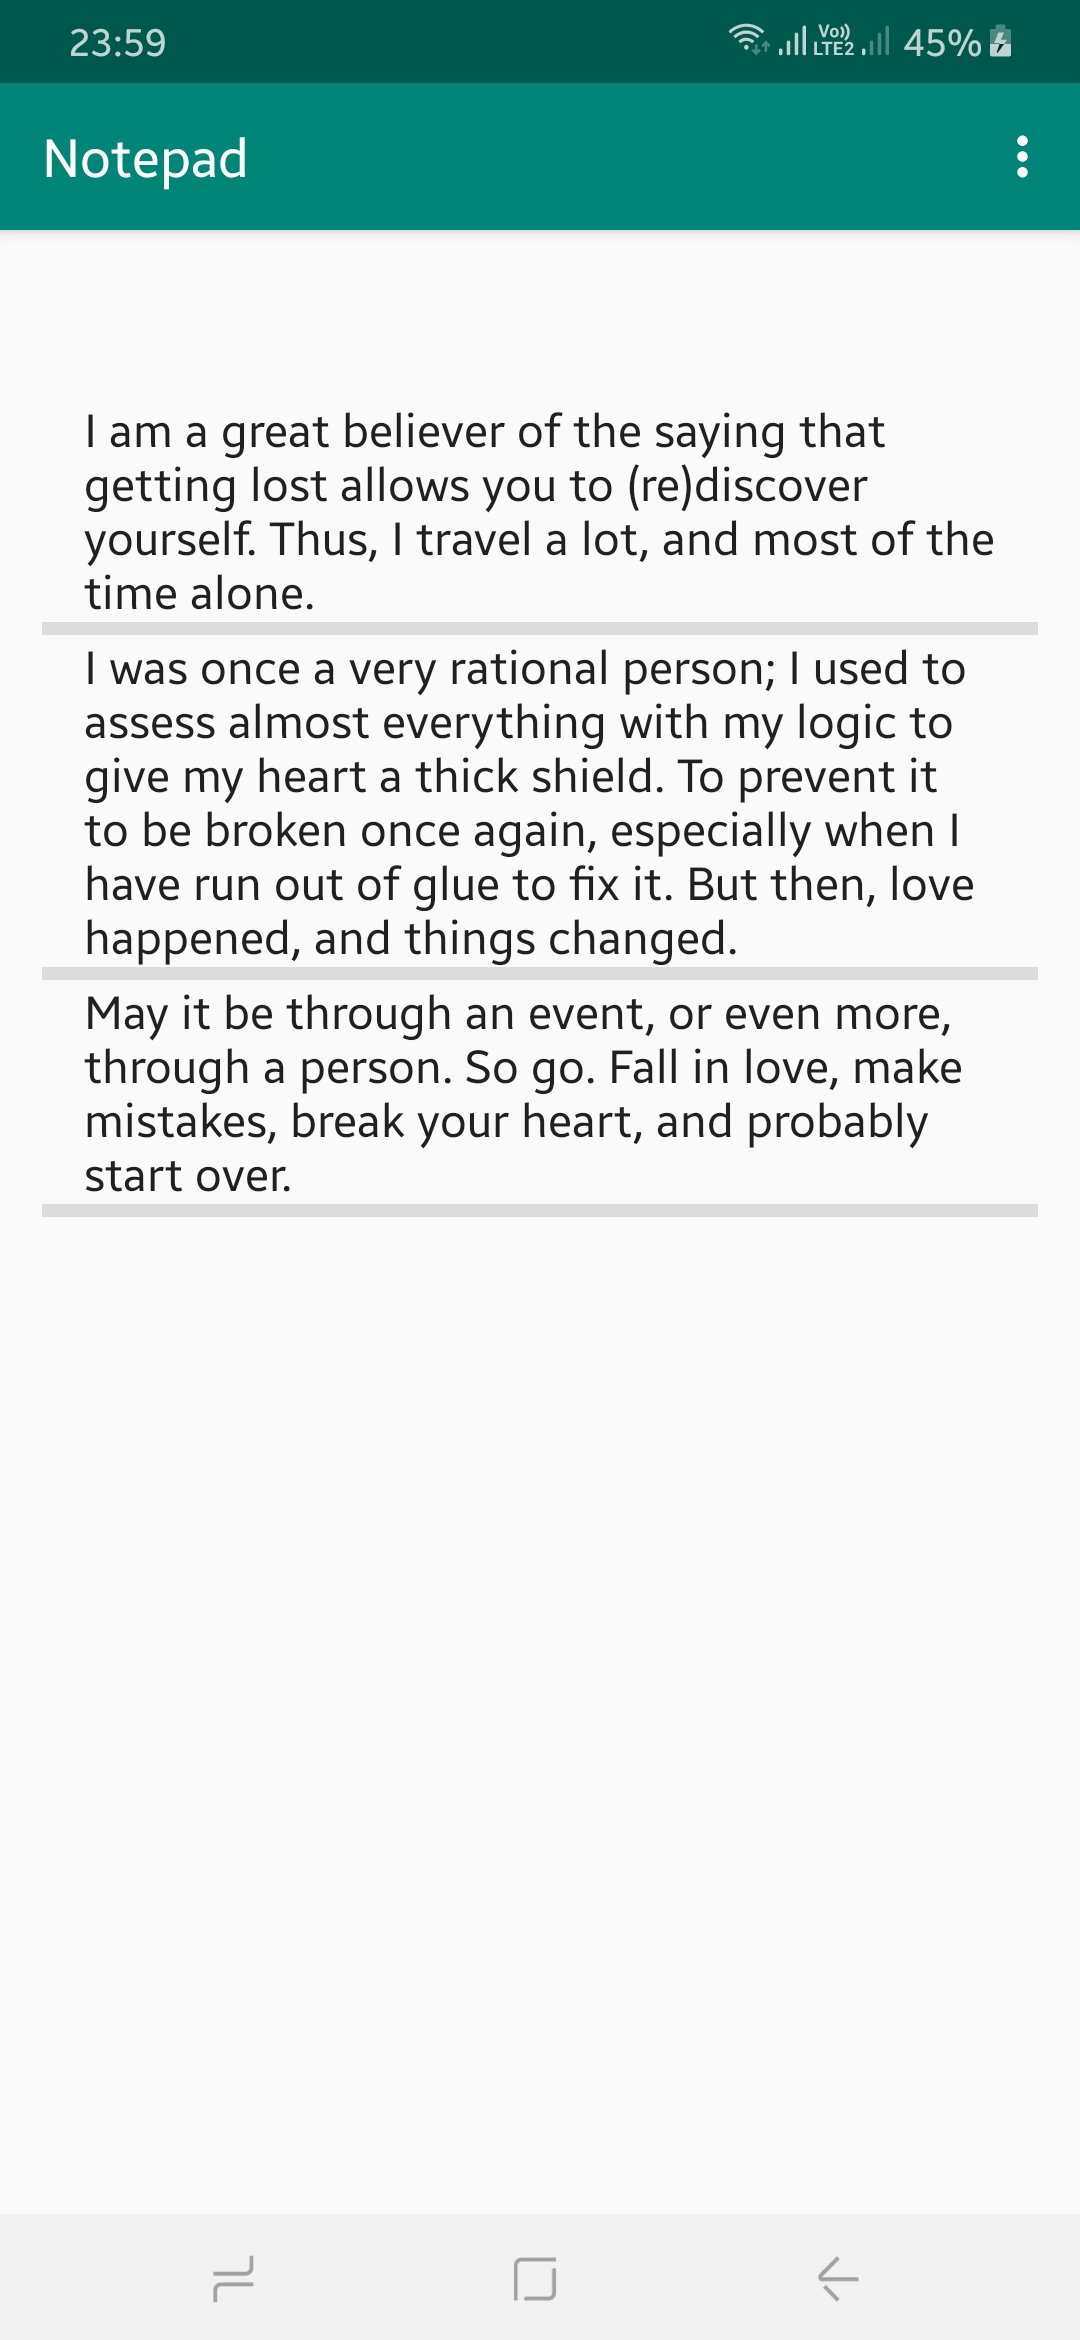 23:59
Vo))
LTE2
45%
Notepad
I am a great believer of the saying that
getting lost allows you to (re)discover
yourself. Thus, I travel a lot, and most of the
time alone.
I was once a very rational person; I used to
assess almost everything with my logic to
give my heart a thick shield. To prevent it
to be broken once again, especially when I
have run out of glue to fix it. But then, love
happened, and things changed.
May it be through an event, or even more,
through a person. So go. Fall in love, make
mistakes, break your heart, and probably
start over.